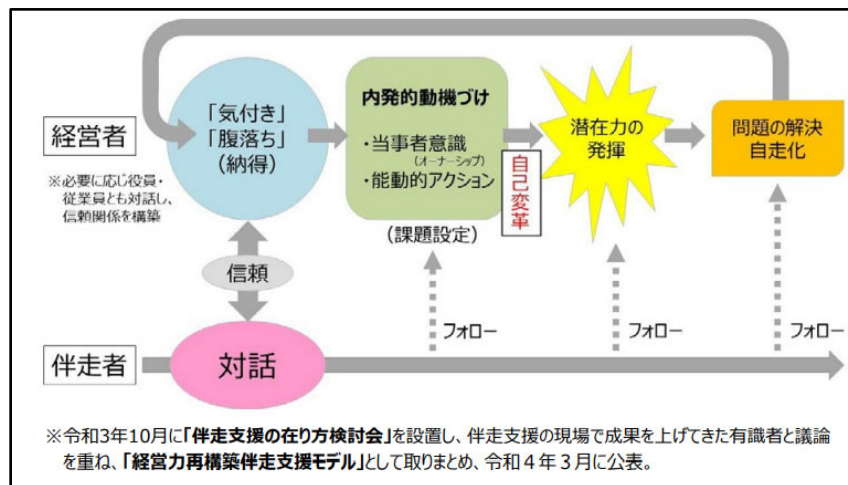 経営者
※必要に応じ役員・
従業員とも対話し、
信頼関係を構築
「気付き」
「腹落ち」
(納得)
内発的動機づけ
・当事者意識
(オーナーシップ)
・能動的アクション
(課題設定)
自己変革
潜在力の
発揮
問題の解決
自走化
信頼
フォロー
フォロー
フォロー
伴走者
対話
※令和3年10月に「伴走支援の在り方検討会」を設置し、伴走支援の現場で成果を上げてきた有識者と議論
を重ね、「経営力再構築伴走支援モデル」として取りまとめ、令和４年３月に公表。